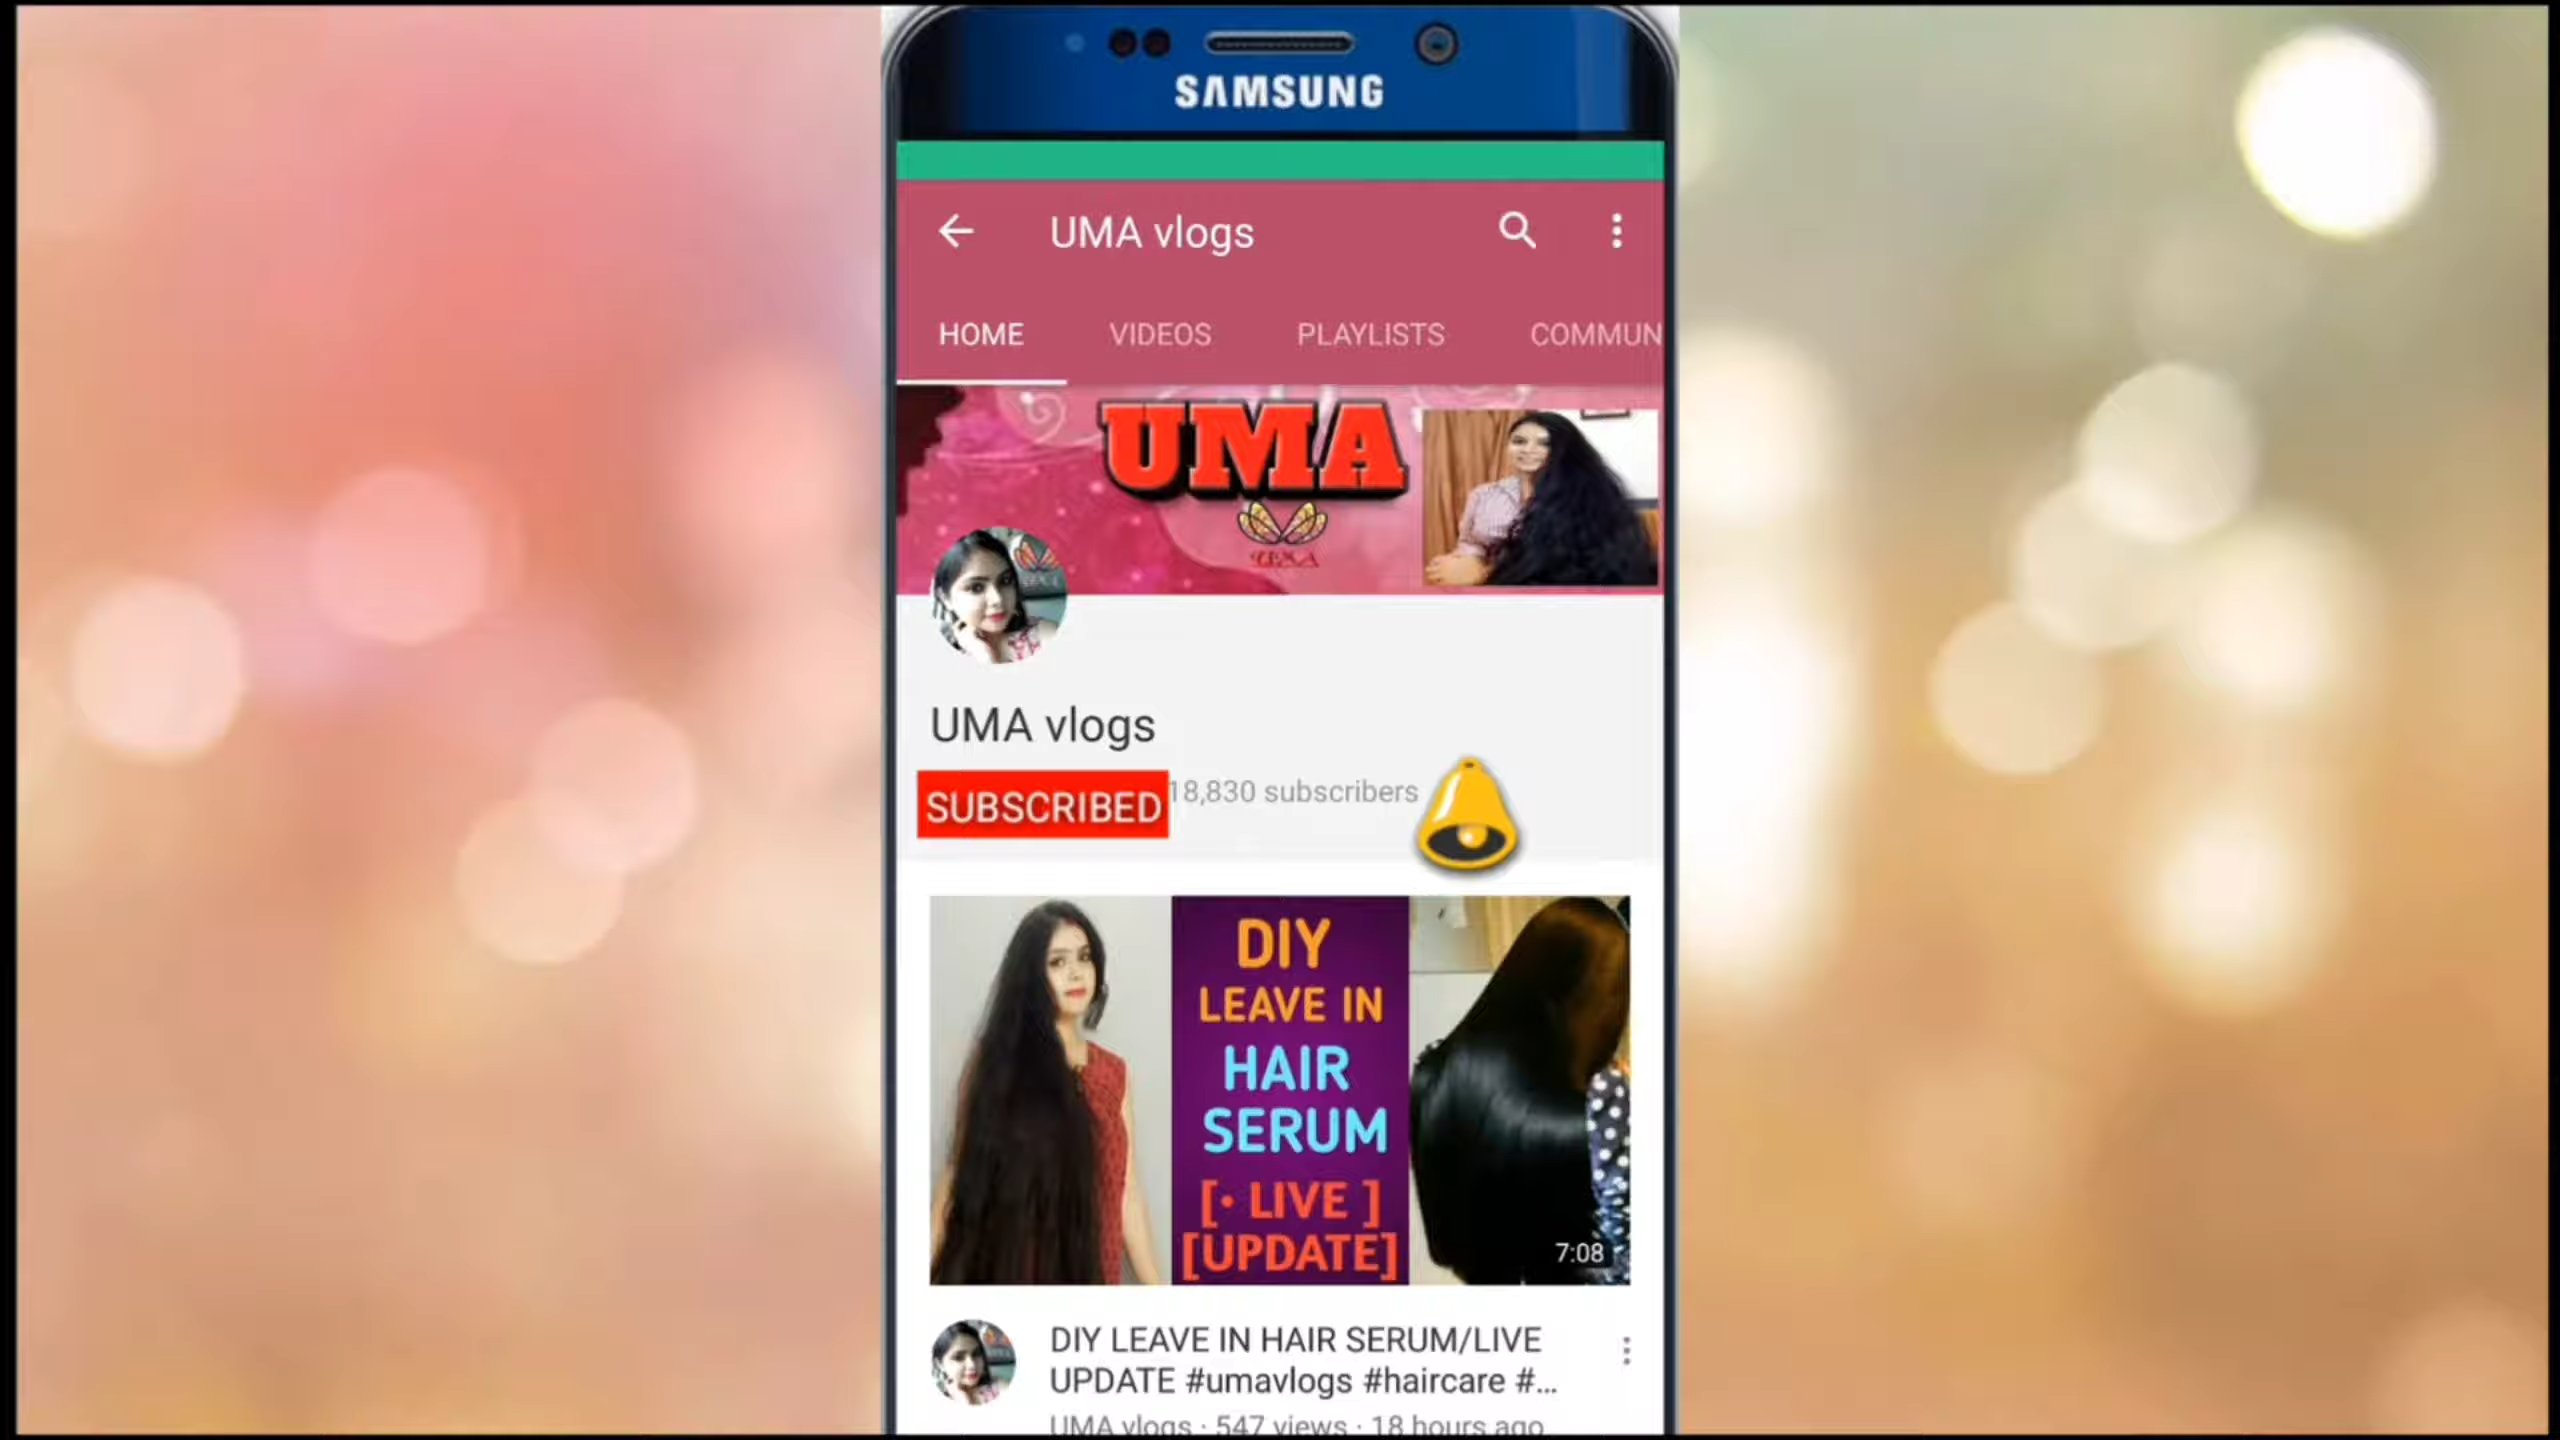 SAMSUNG
UMA vlogs
HOME VIDEOS PLAYLISTS COMMUN
UMA
UMA
UMA vlogs
SUBSCRIBED 18,830 subscribers
DIY
LEAVE IN
HAIR
SERUM
[• LIVE ]
[UPDATE]
7:08
DIY LEAVE IN HAIR SERUM/LIVE
UPDATE #umavlogs #haircare #...
UMA vlogs · 547 views · 18 hours ago